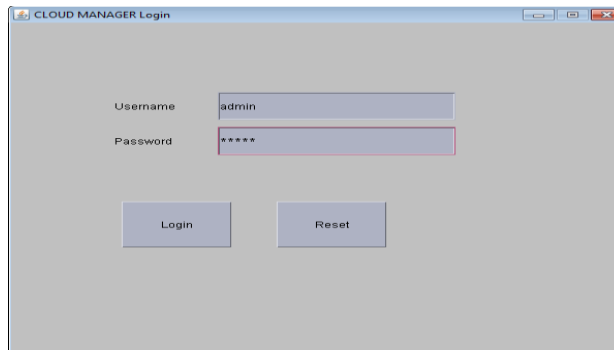 CLOUD MANAGER Login
Username admin
Password *****
Login Reset